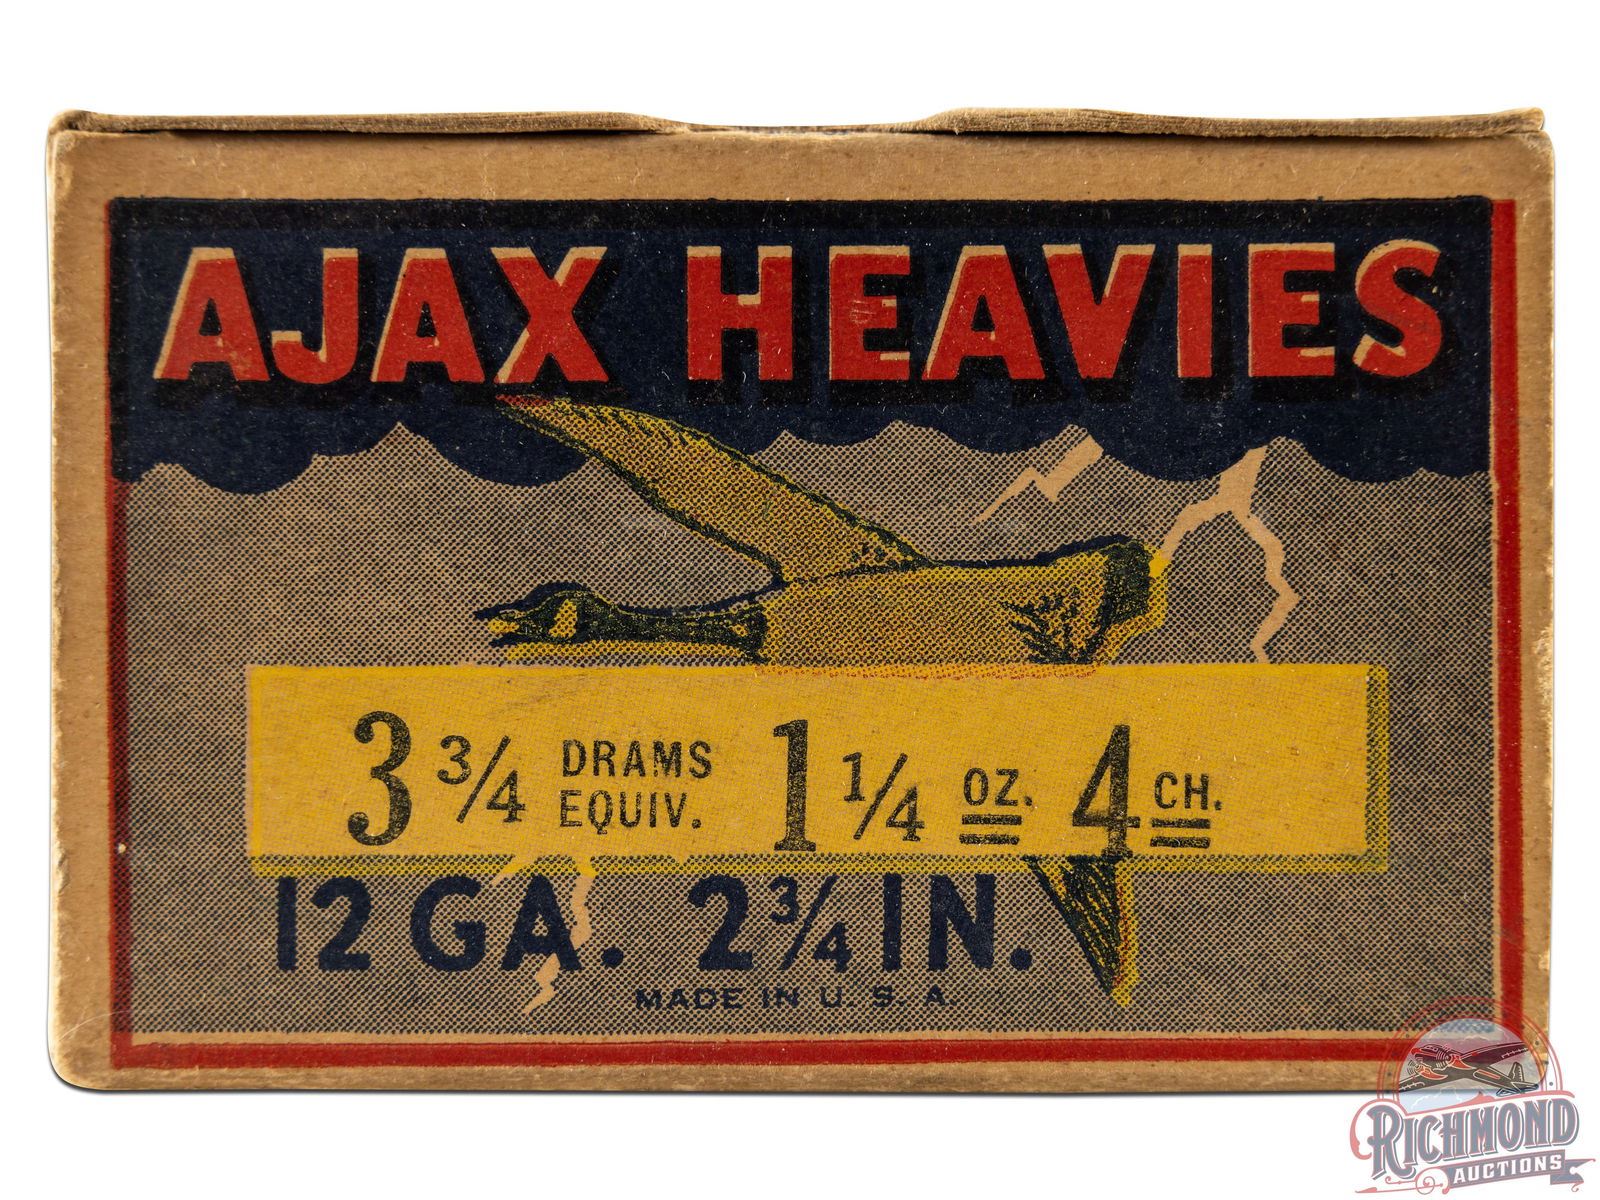 AJAX HEAVIES
3 3/4 DRAMS EQUIV. 1 1/4 OZ. 4 CH.
12 GA. 2 3/4 IN.
MADE IN U. S. A.
RICHMOND
AUCTIONS